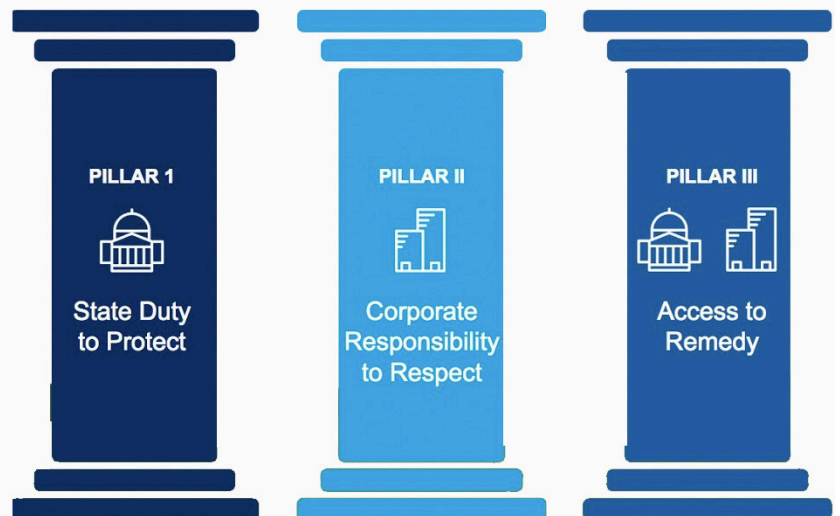 PILLAR 1
State Duty
to Protect
PILLAR II
Corporate
Responsibility
to Respect
PILLAR III
Access to
Remedy